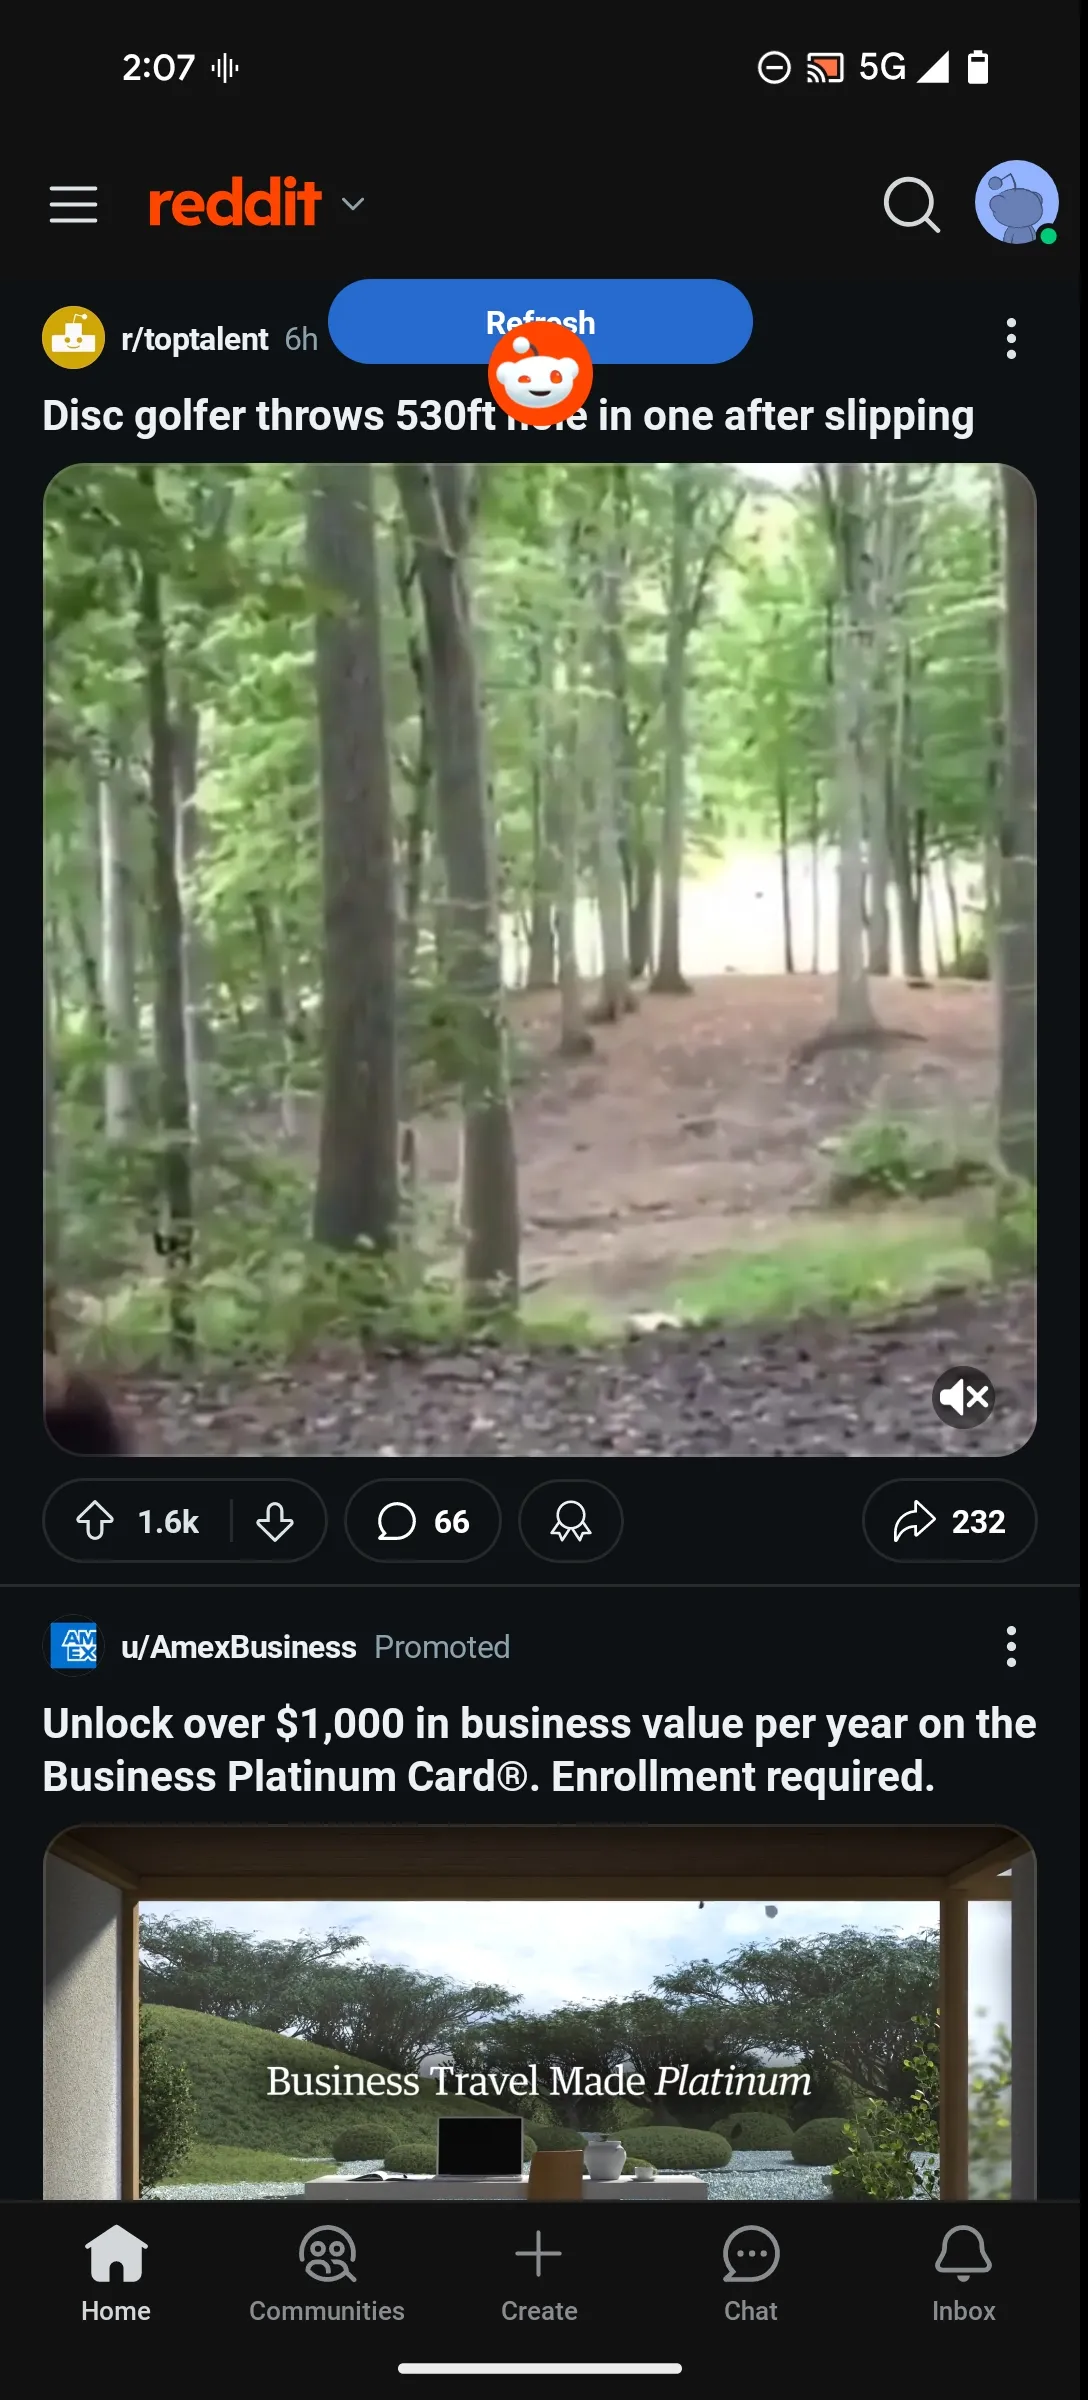 2:07
5G
reddit
r/toptalent 6h
Refresh
Disc golfer throws 530ft hole in one after slipping
1.6k
66
232
AM
EX
u/AmexBusiness Promoted
Unlock over $1,000 in business value per year on the
Business Platinum Card®. Enrollment required.
Business Travel Made Platinum
Home
Communities
Create
Chat
Inbox